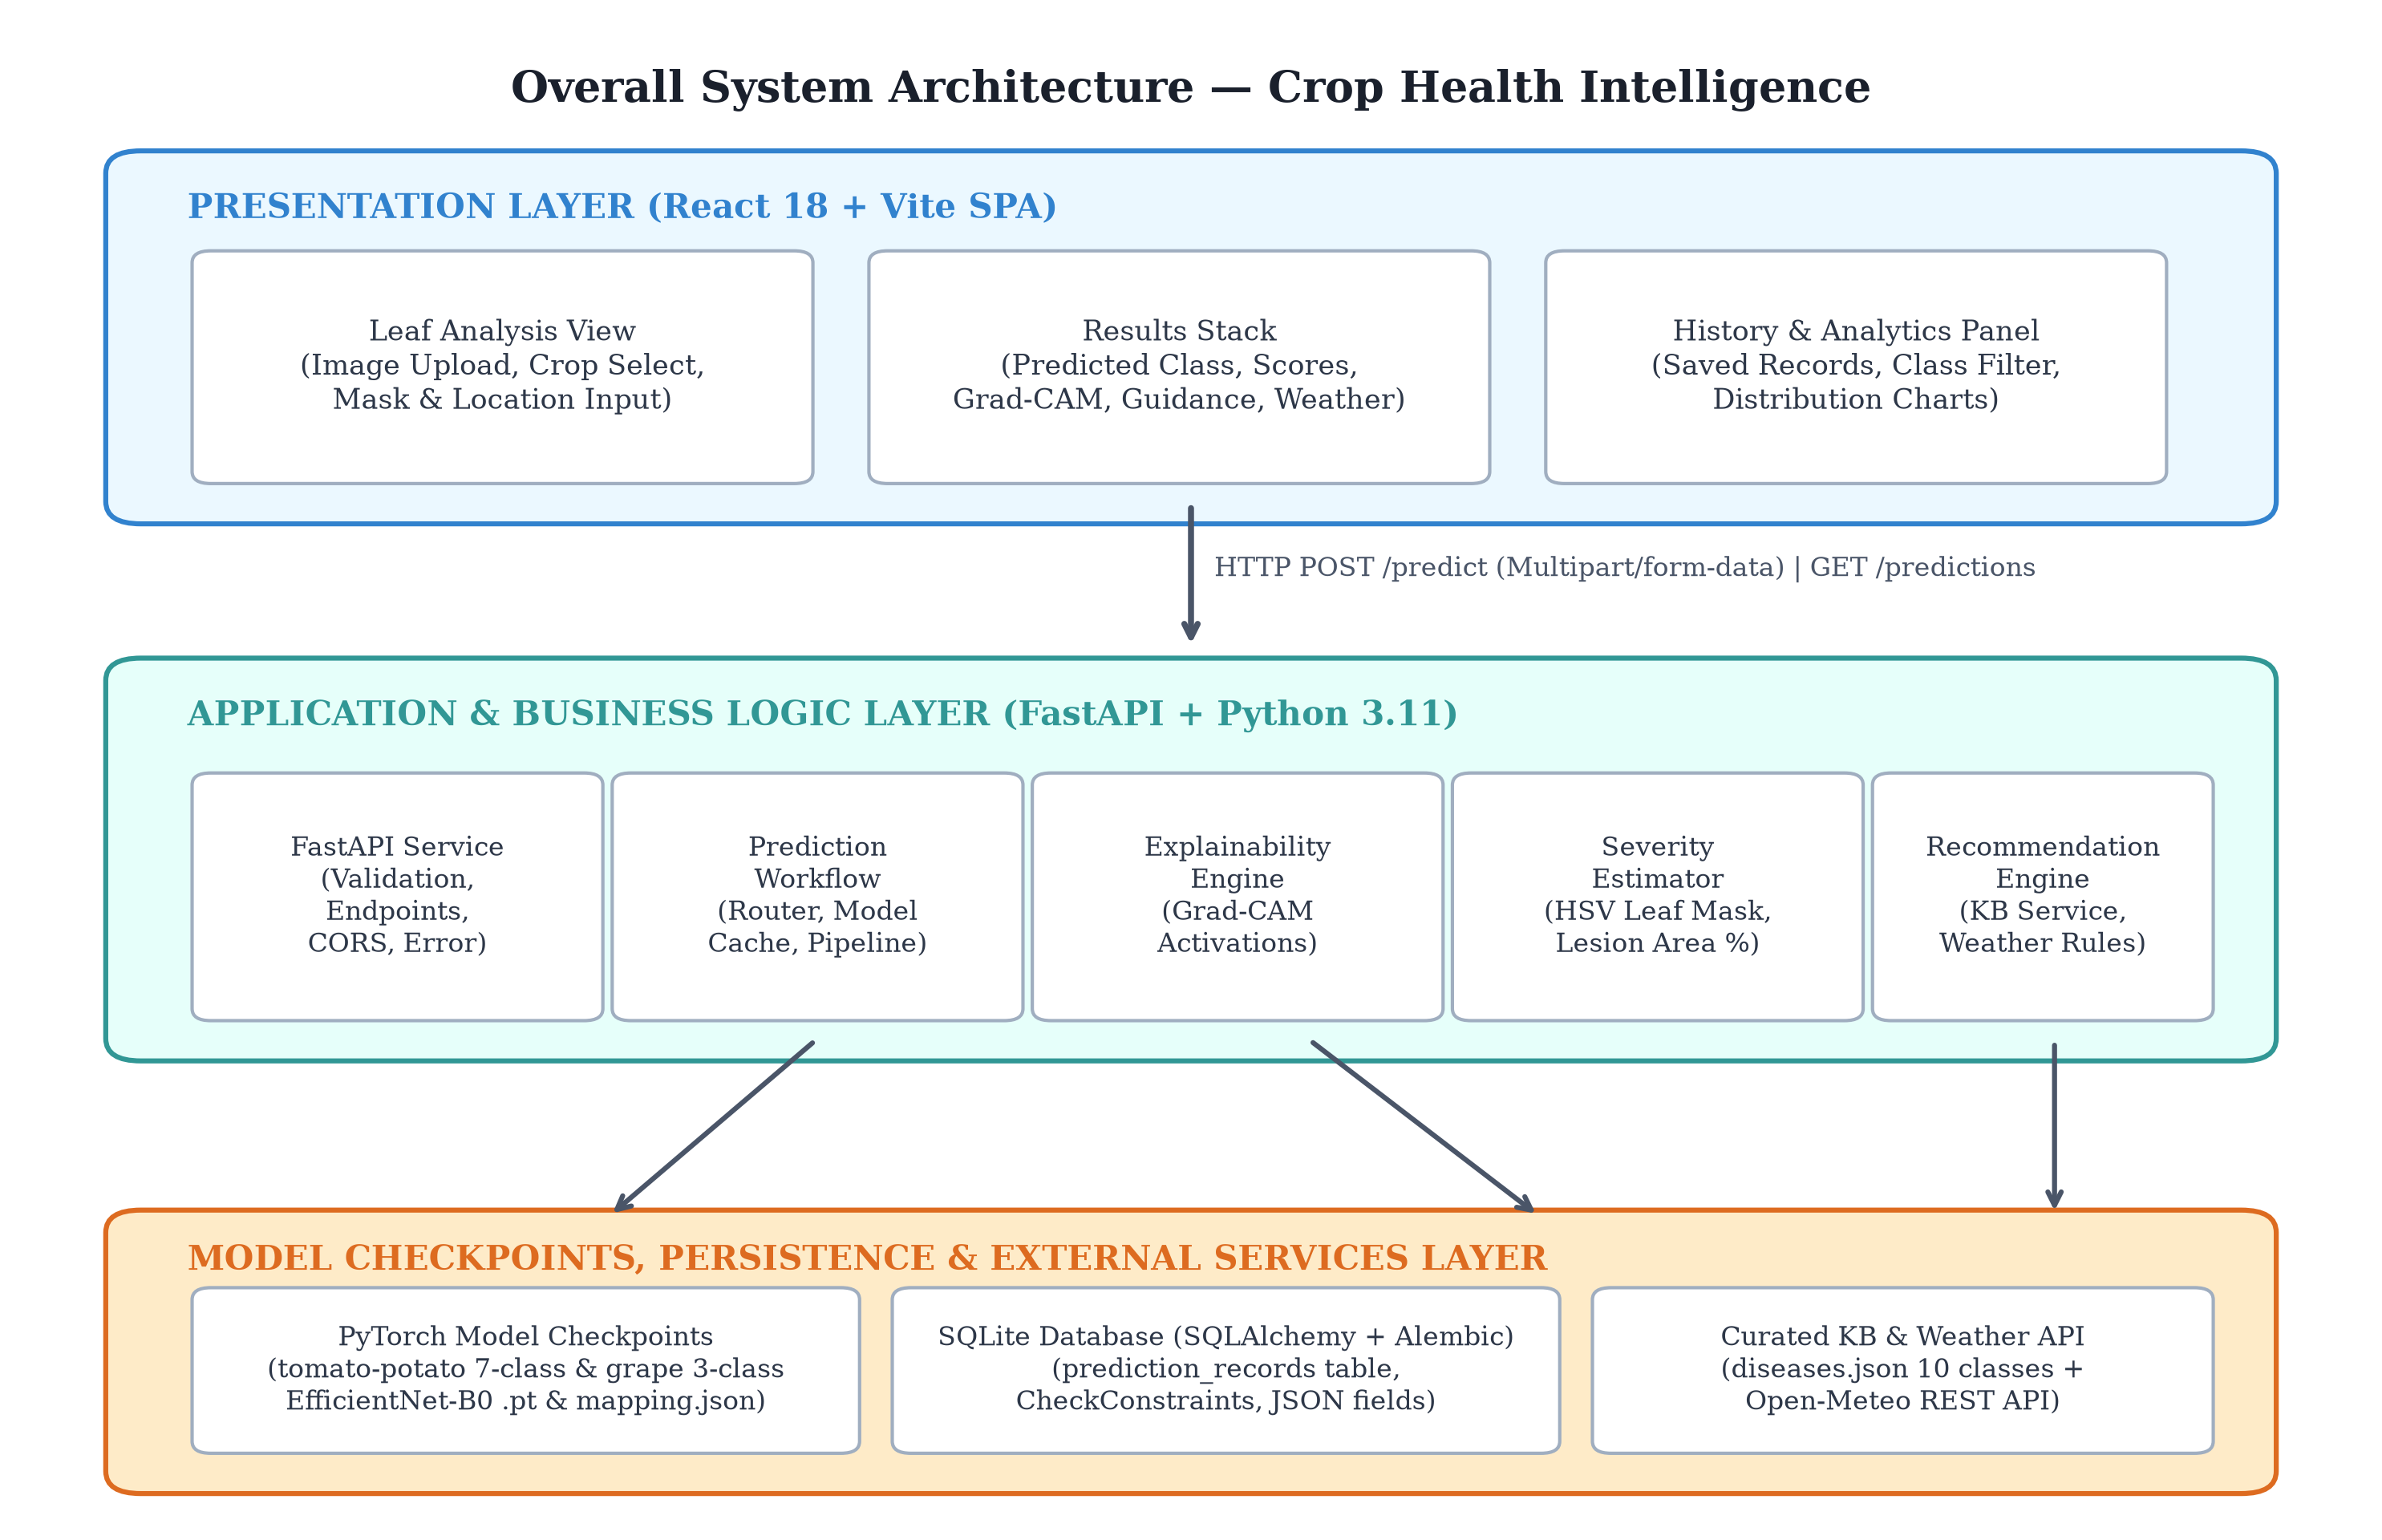 Overall System Architecture — Crop Health Intelligence
PRESENTATION LAYER (React 18 + Vite SPA)
Leaf Analysis View
(Image Upload, Crop Select,
Mask & Location Input)
Results Stack
(Predicted Class, Scores,
Grad-CAM, Guidance, Weather)
History & Analytics Panel
(Saved Records, Class Filter,
Distribution Charts)
HTTP POST /predict (Multipart/form-data) | GET /predictions
APPLICATION & BUSINESS LOGIC LAYER (FastAPI + Python 3.11)
FastAPI Service
(Validation,
Endpoints,
CORS, Error)
Prediction
Workflow
(Router, Model
Cache, Pipeline)
Explainability
Engine
(Grad-CAM
Activations)
Severity
Estimator
(HSV Leaf Mask,
Lesion Area %)
Recommendation
Engine
(KB Service,
Weather Rules)
MODEL CHECKPOINTS, PERSISTENCE & EXTERNAL SERVICES LAYER
PyTorch Model Checkpoints
(tomato-potato 7-class & grape 3-class
EfficientNet-B0 .pt & mapping.json)
SQLite Database (SQLAlchemy + Alembic)
(prediction_records table,
CheckConstraints, JSON fields)
Curated KB & Weather API
(diseases.json 10 classes +
Open-Meteo REST API)